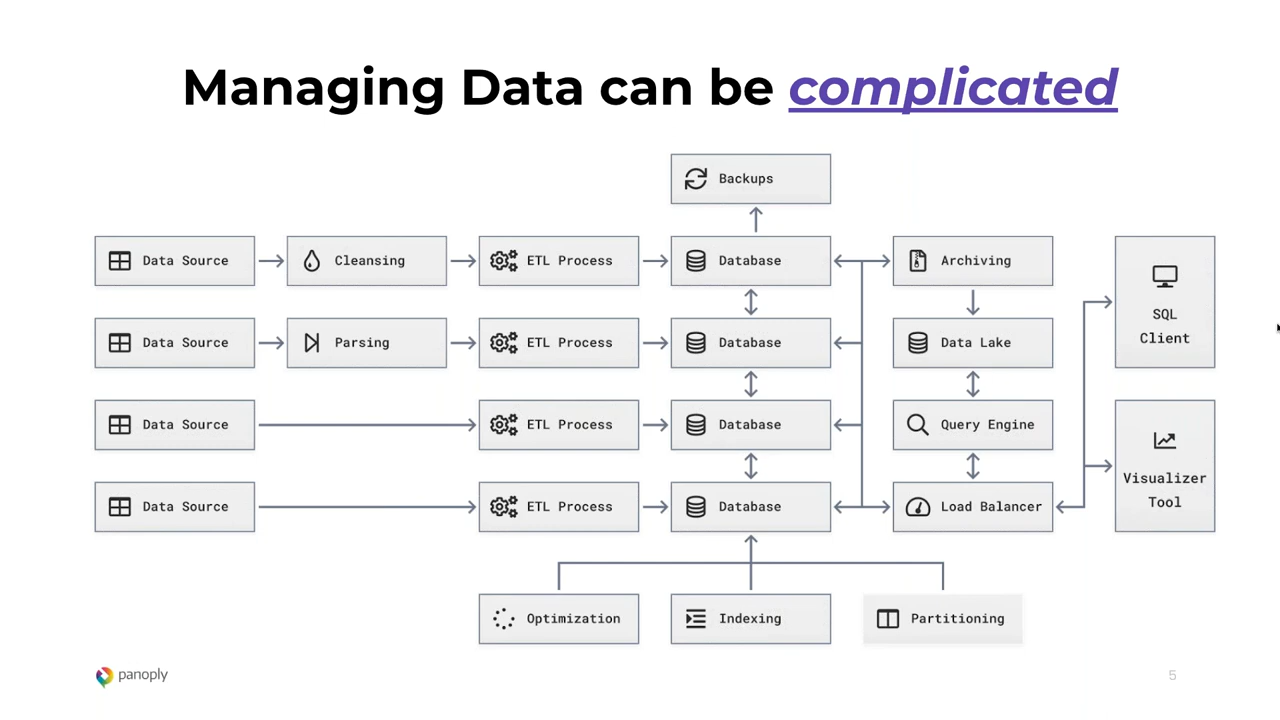 Managing Data can be complicated
Backups
Data Source
Cleansing
ETL Process
Database
Archiving
Data Source
Parsing
ETL Process
Database
Data Lake
Data Source
ETL Process
Database
Query Engine
Data Source
ETL Process
Database
Load Balancer
SQL
Client
Visualizer
Tool
Optimization
Indexing
Partitioning
panoply
5